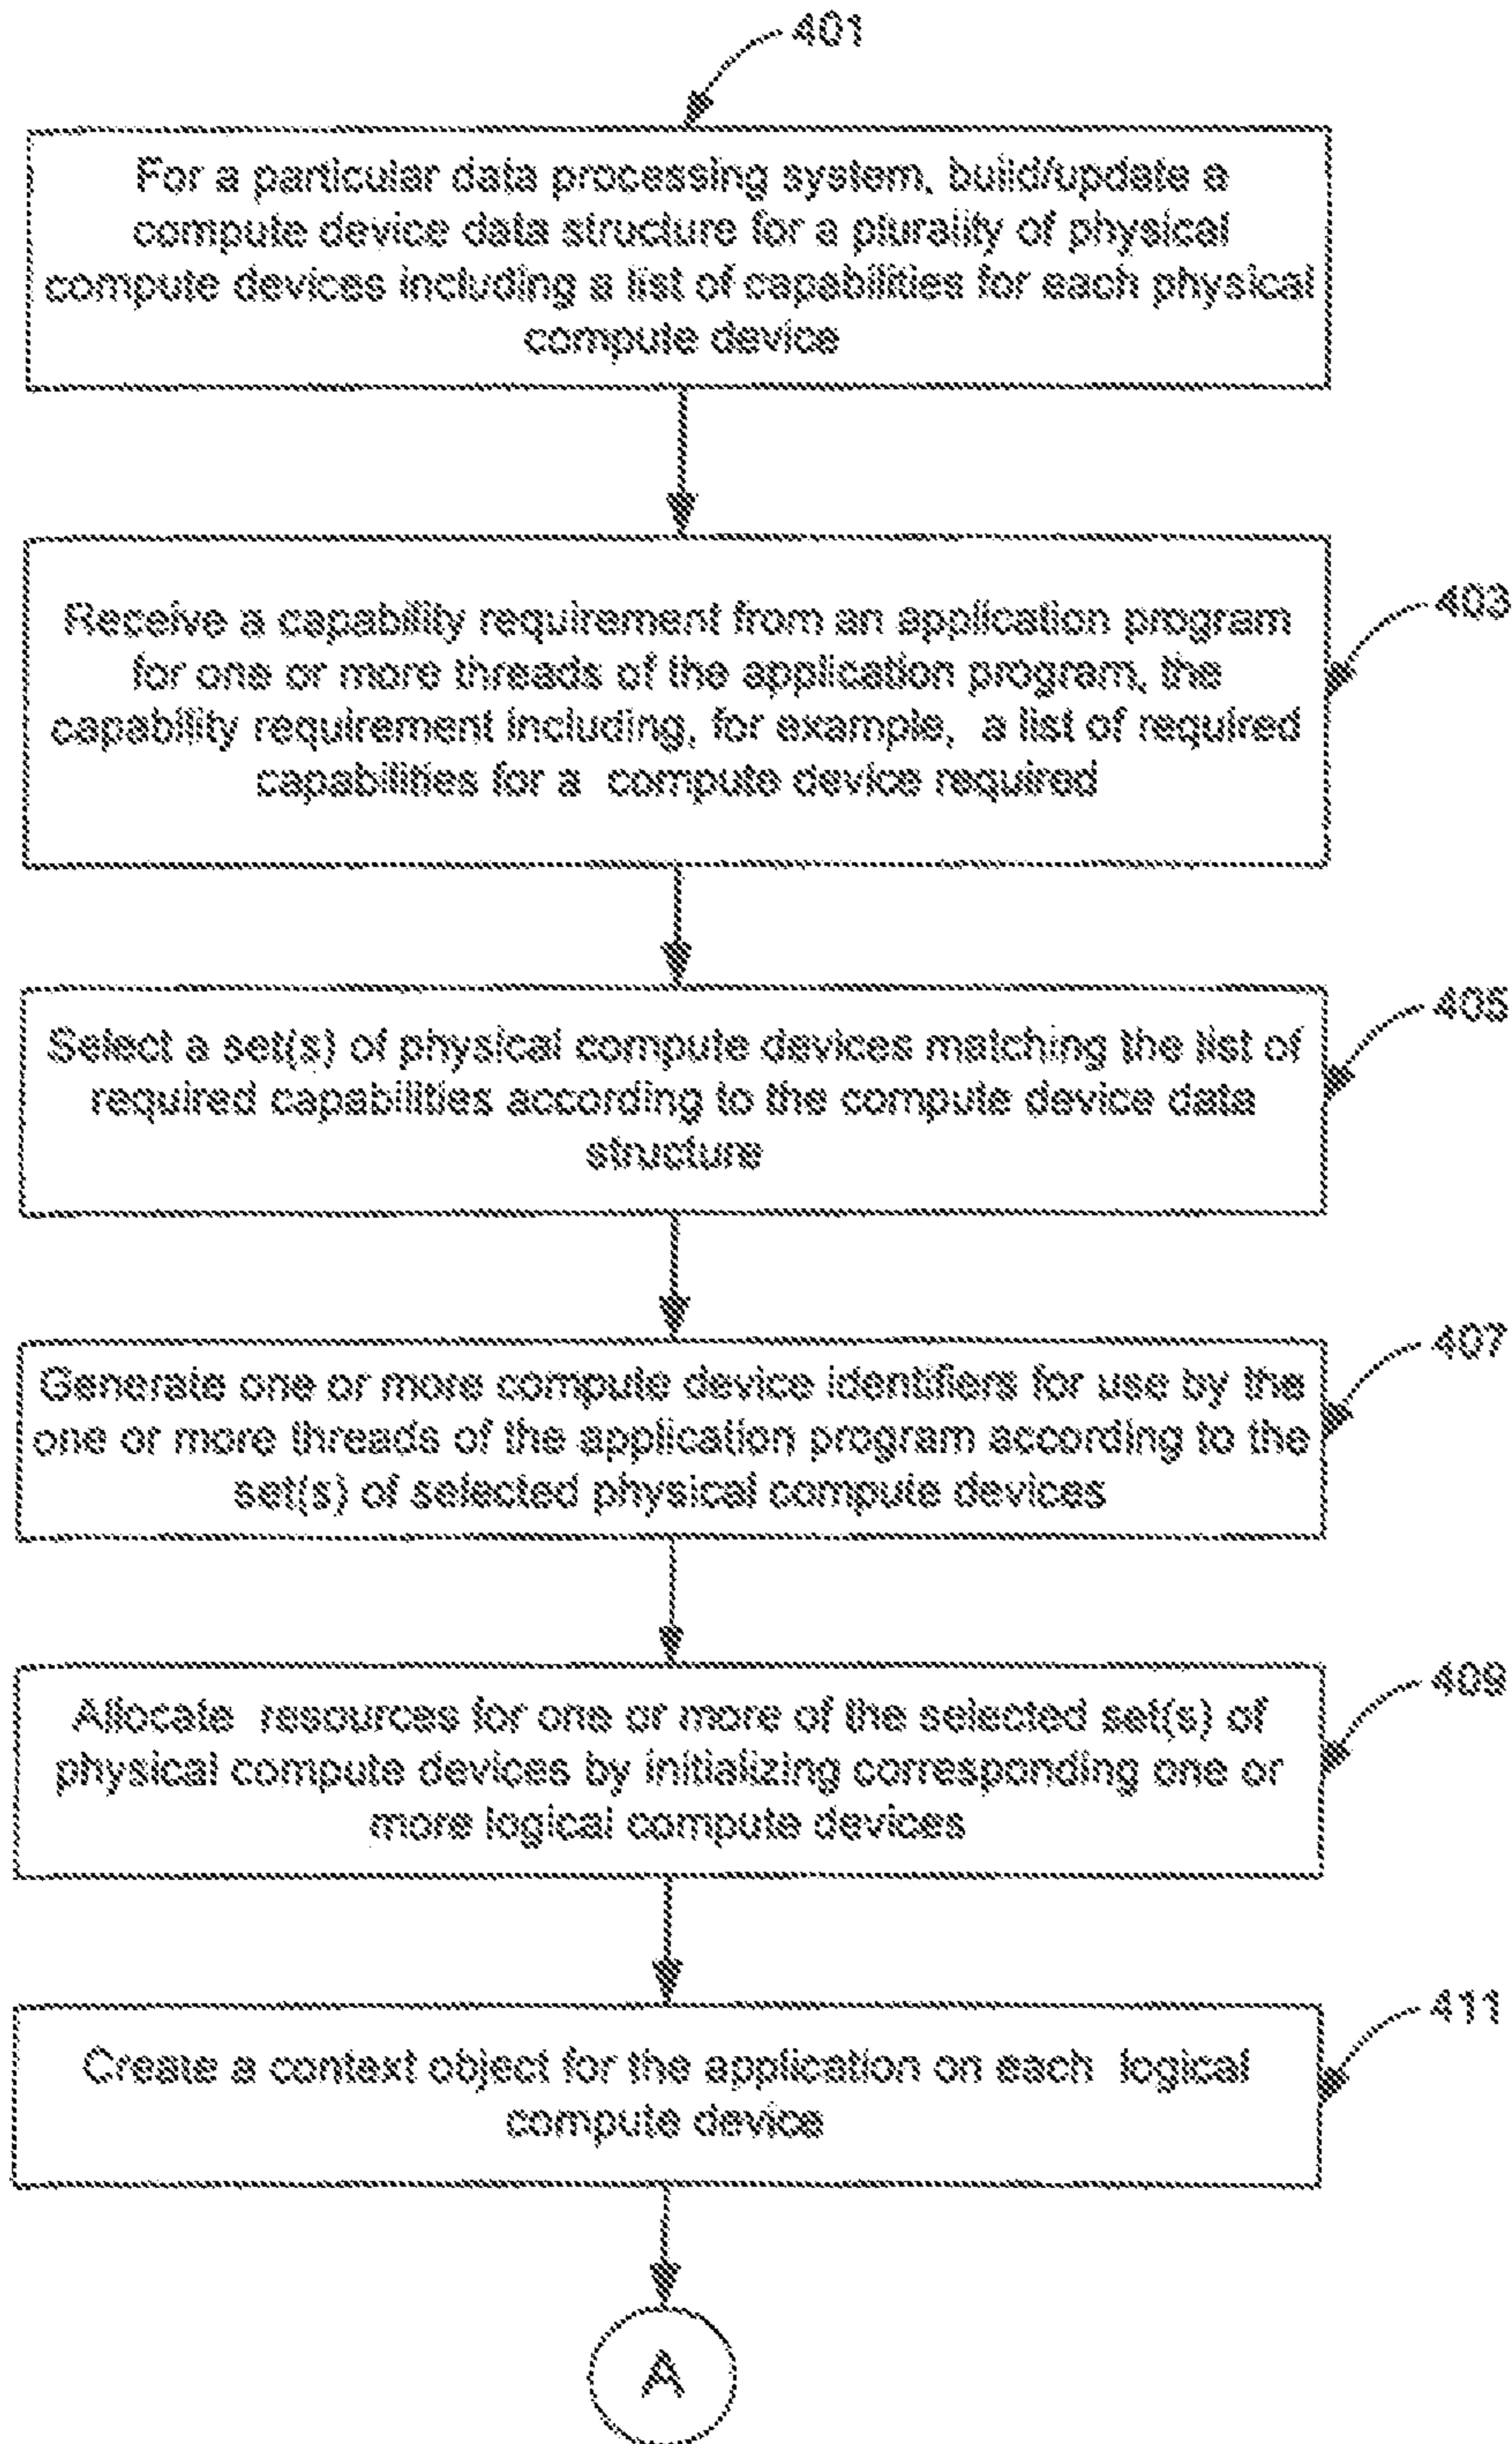 401
For a particular data processing system, build/update a
compute device data structure for a plurality of physical
compute devices including a list of capabilities for each physical
compute device
403
Receive a capability requirement from an application program
for one or more threads of the application program, the
capability requirement including, for example, a list of required
capabilities for a compute device required
405
Select a set(s) of physical compute devices matching the list of
required capabilities according to the compute device data
structure
407
Generate one or more compute device identifiers for use by the
one or more threads of the application program according to the
set(s) of selected physical compute devices
409
Allocate resources for one or more of the selected set(s) of
physical compute devices by initializing corresponding one or
more logical compute devices
411
Create a context object for the application on each logical
compute device
A